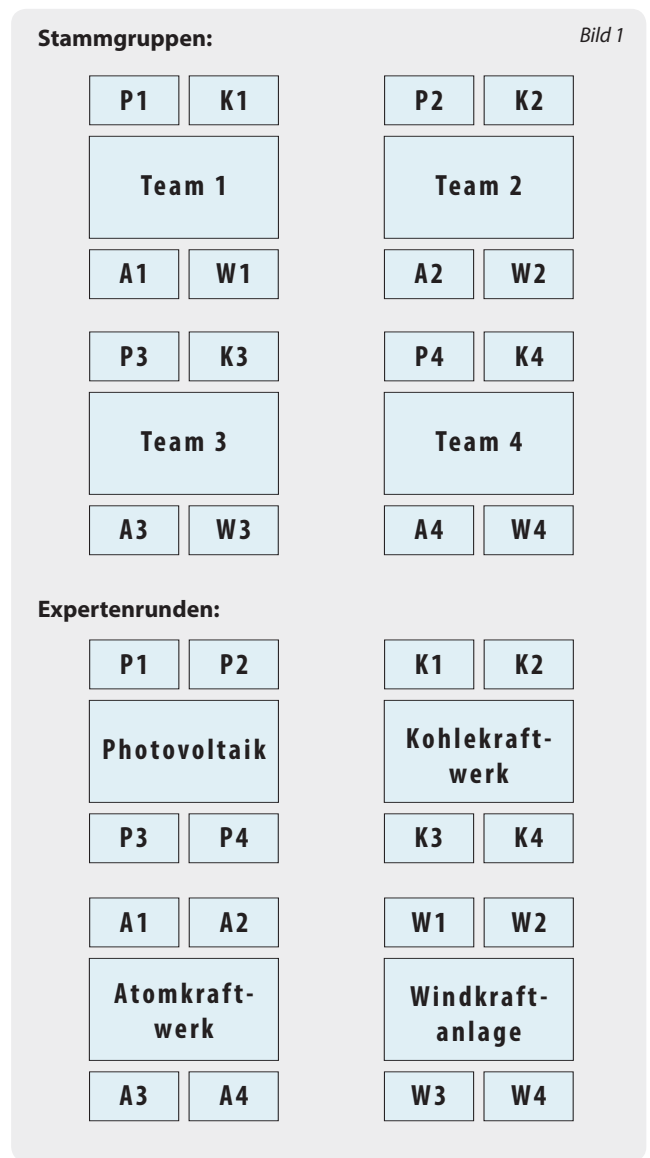 Stammgruppen:
Bild 1
P1 K1 P2 K2
Team 1 Team 2
A1 W1 A2 W2
P3 K3 P4 K4
Team 3 Team 4
A3 W3 A4 W4
Expertenrunden:
P1 P2 K1 K2
Photovoltaik
Kohlekraft-
werk
P3 P4 K3 K4
A1 A2 W1 W2
Atomkraft-
werk
Windkraft-
anlage
A3 A4 W3 W4